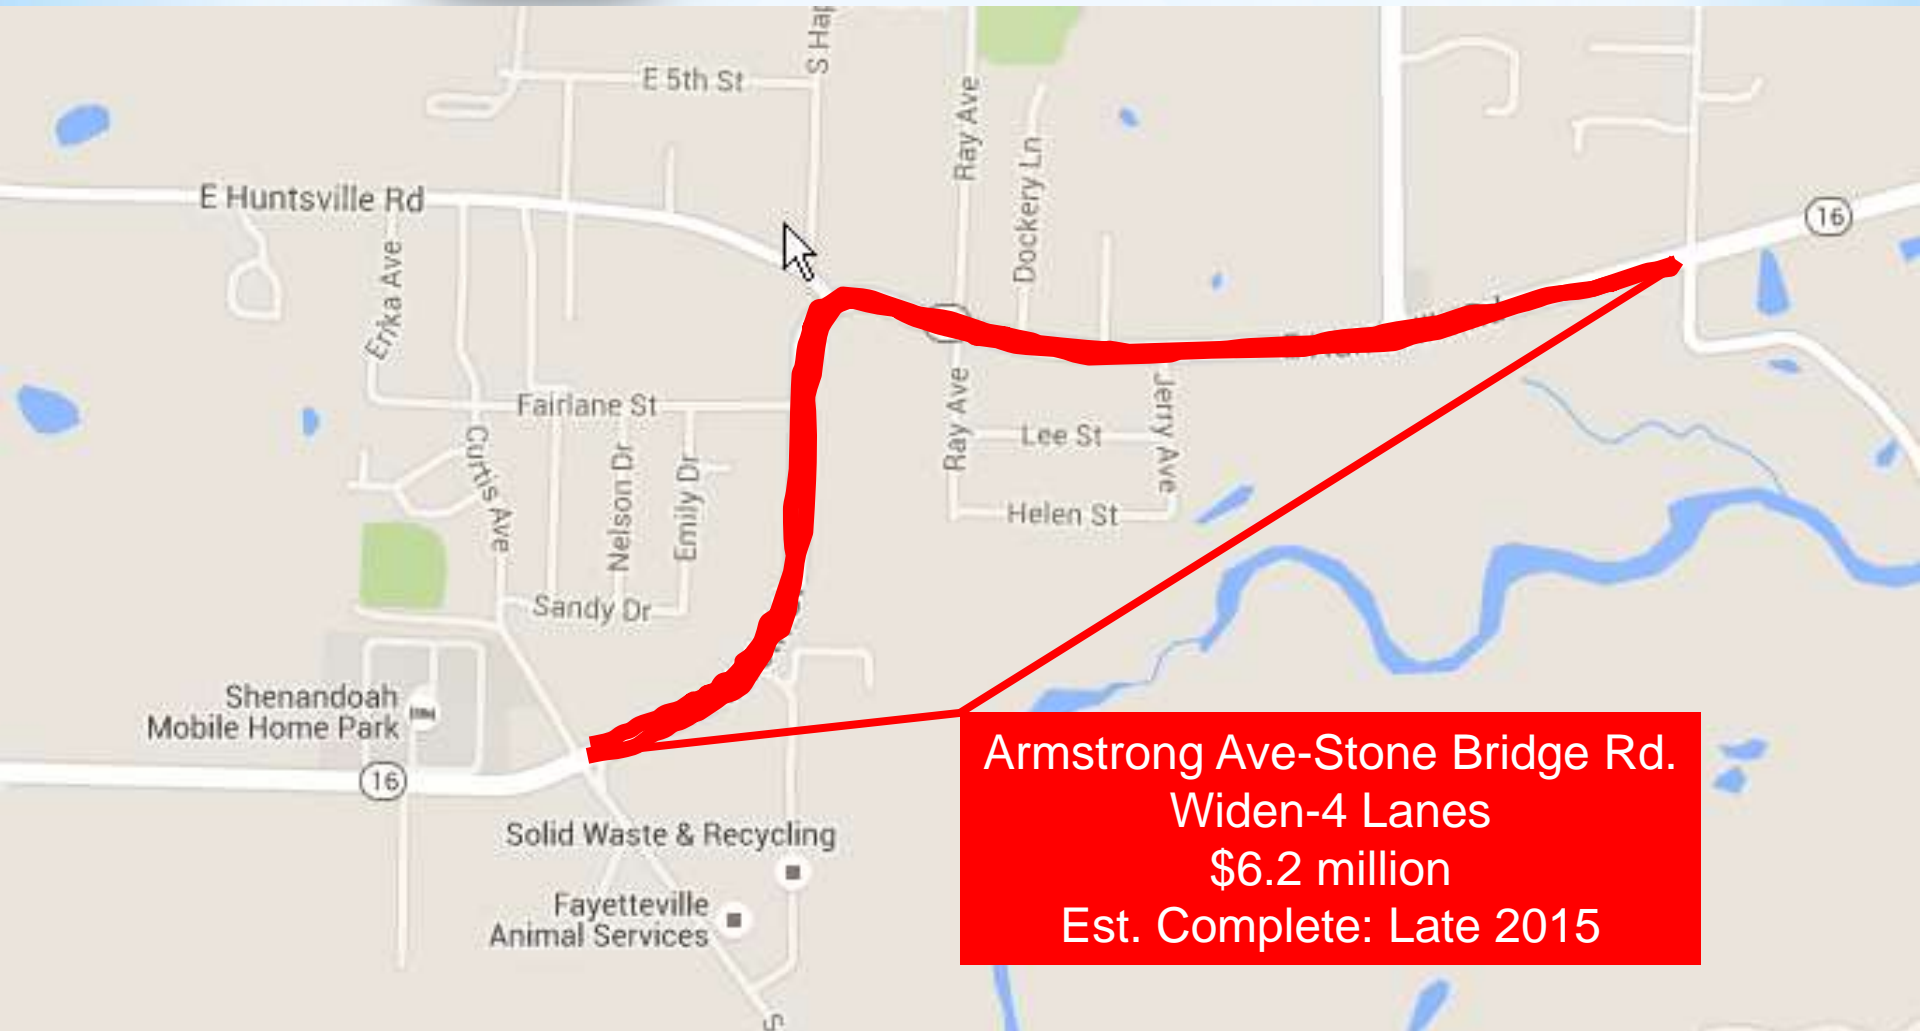 S Hap
E 5th St
Ray Ave
Dockery Ln
E Huntsville Rd
16
Erika Ave
Fairlane St
Curtis Ave
Nelson Dr
Emily Dr
Ray Ave
Lee St
Jerry Ave
Helen St
Sandy Dr
Shenandoah
Mobile Home Park
16
Armstrong Ave-Stone Bridge Rd.
Widen-4 Lanes
$6.2 million
Est. Complete: Late 2015
Solid Waste & Recycling
Fayetteville
Animal Services
S